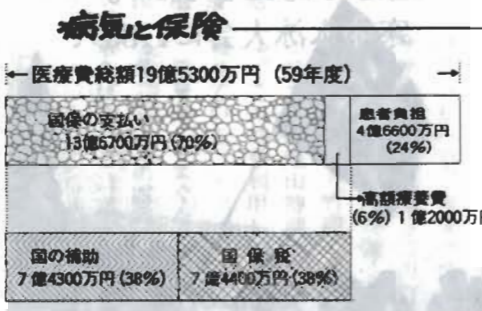 病気と保険
医療費総額19億5300万円 (59年度)
国保の支払い
13億6700万円(70%)
患者負担
4億6600万円
(24%)
高額療養費
(6%) 1億2000万円
国の補助
7億4300万円(38%)
国保税
7億4400万円(38%)